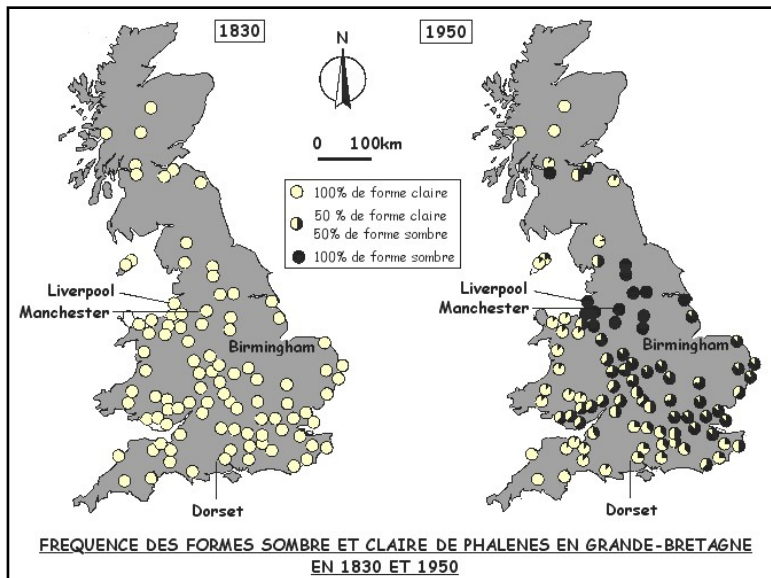 1830
N
1950
0 100km
100% de forme claire
50 % de forme claire
50% de forme sombre
100% de forme sombre
Liverpool
Manchester
Birmingham
Dorset
Liverpool
Manchester
Birmingham
Dorset
FREQUENCE DES FORMES SOMBRE ET CLAIRE DE PHALENES EN GRANDE-BRETAGNE
EN 1830 ET 1950